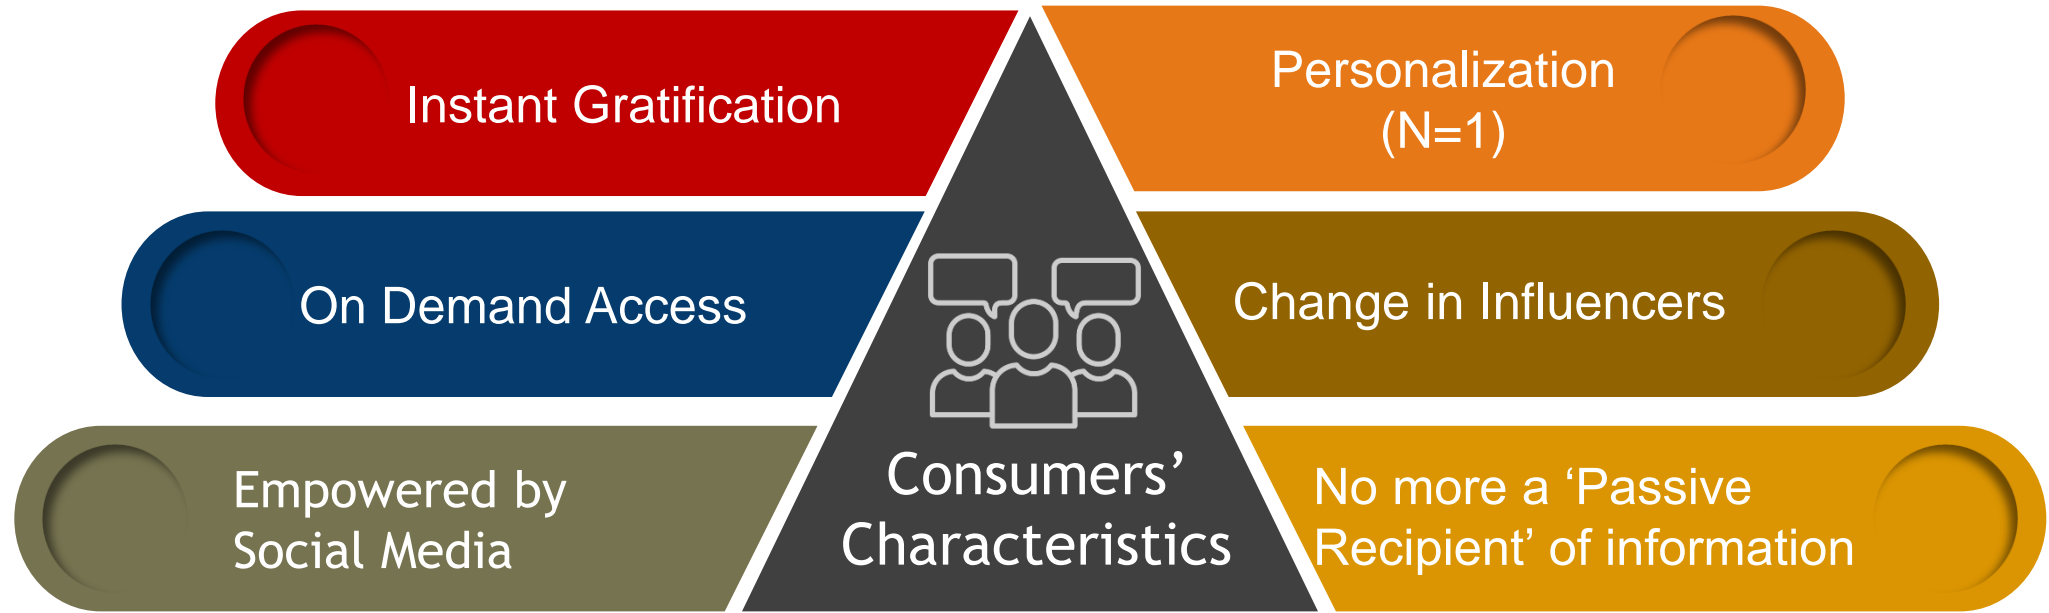 Instant Gratification
Personalization
(N=1)
On Demand Access
Change in Influencers
Empowered by
Social Media
Consumers’
Characteristics
No more a ‘Passive
Recipient’ of information